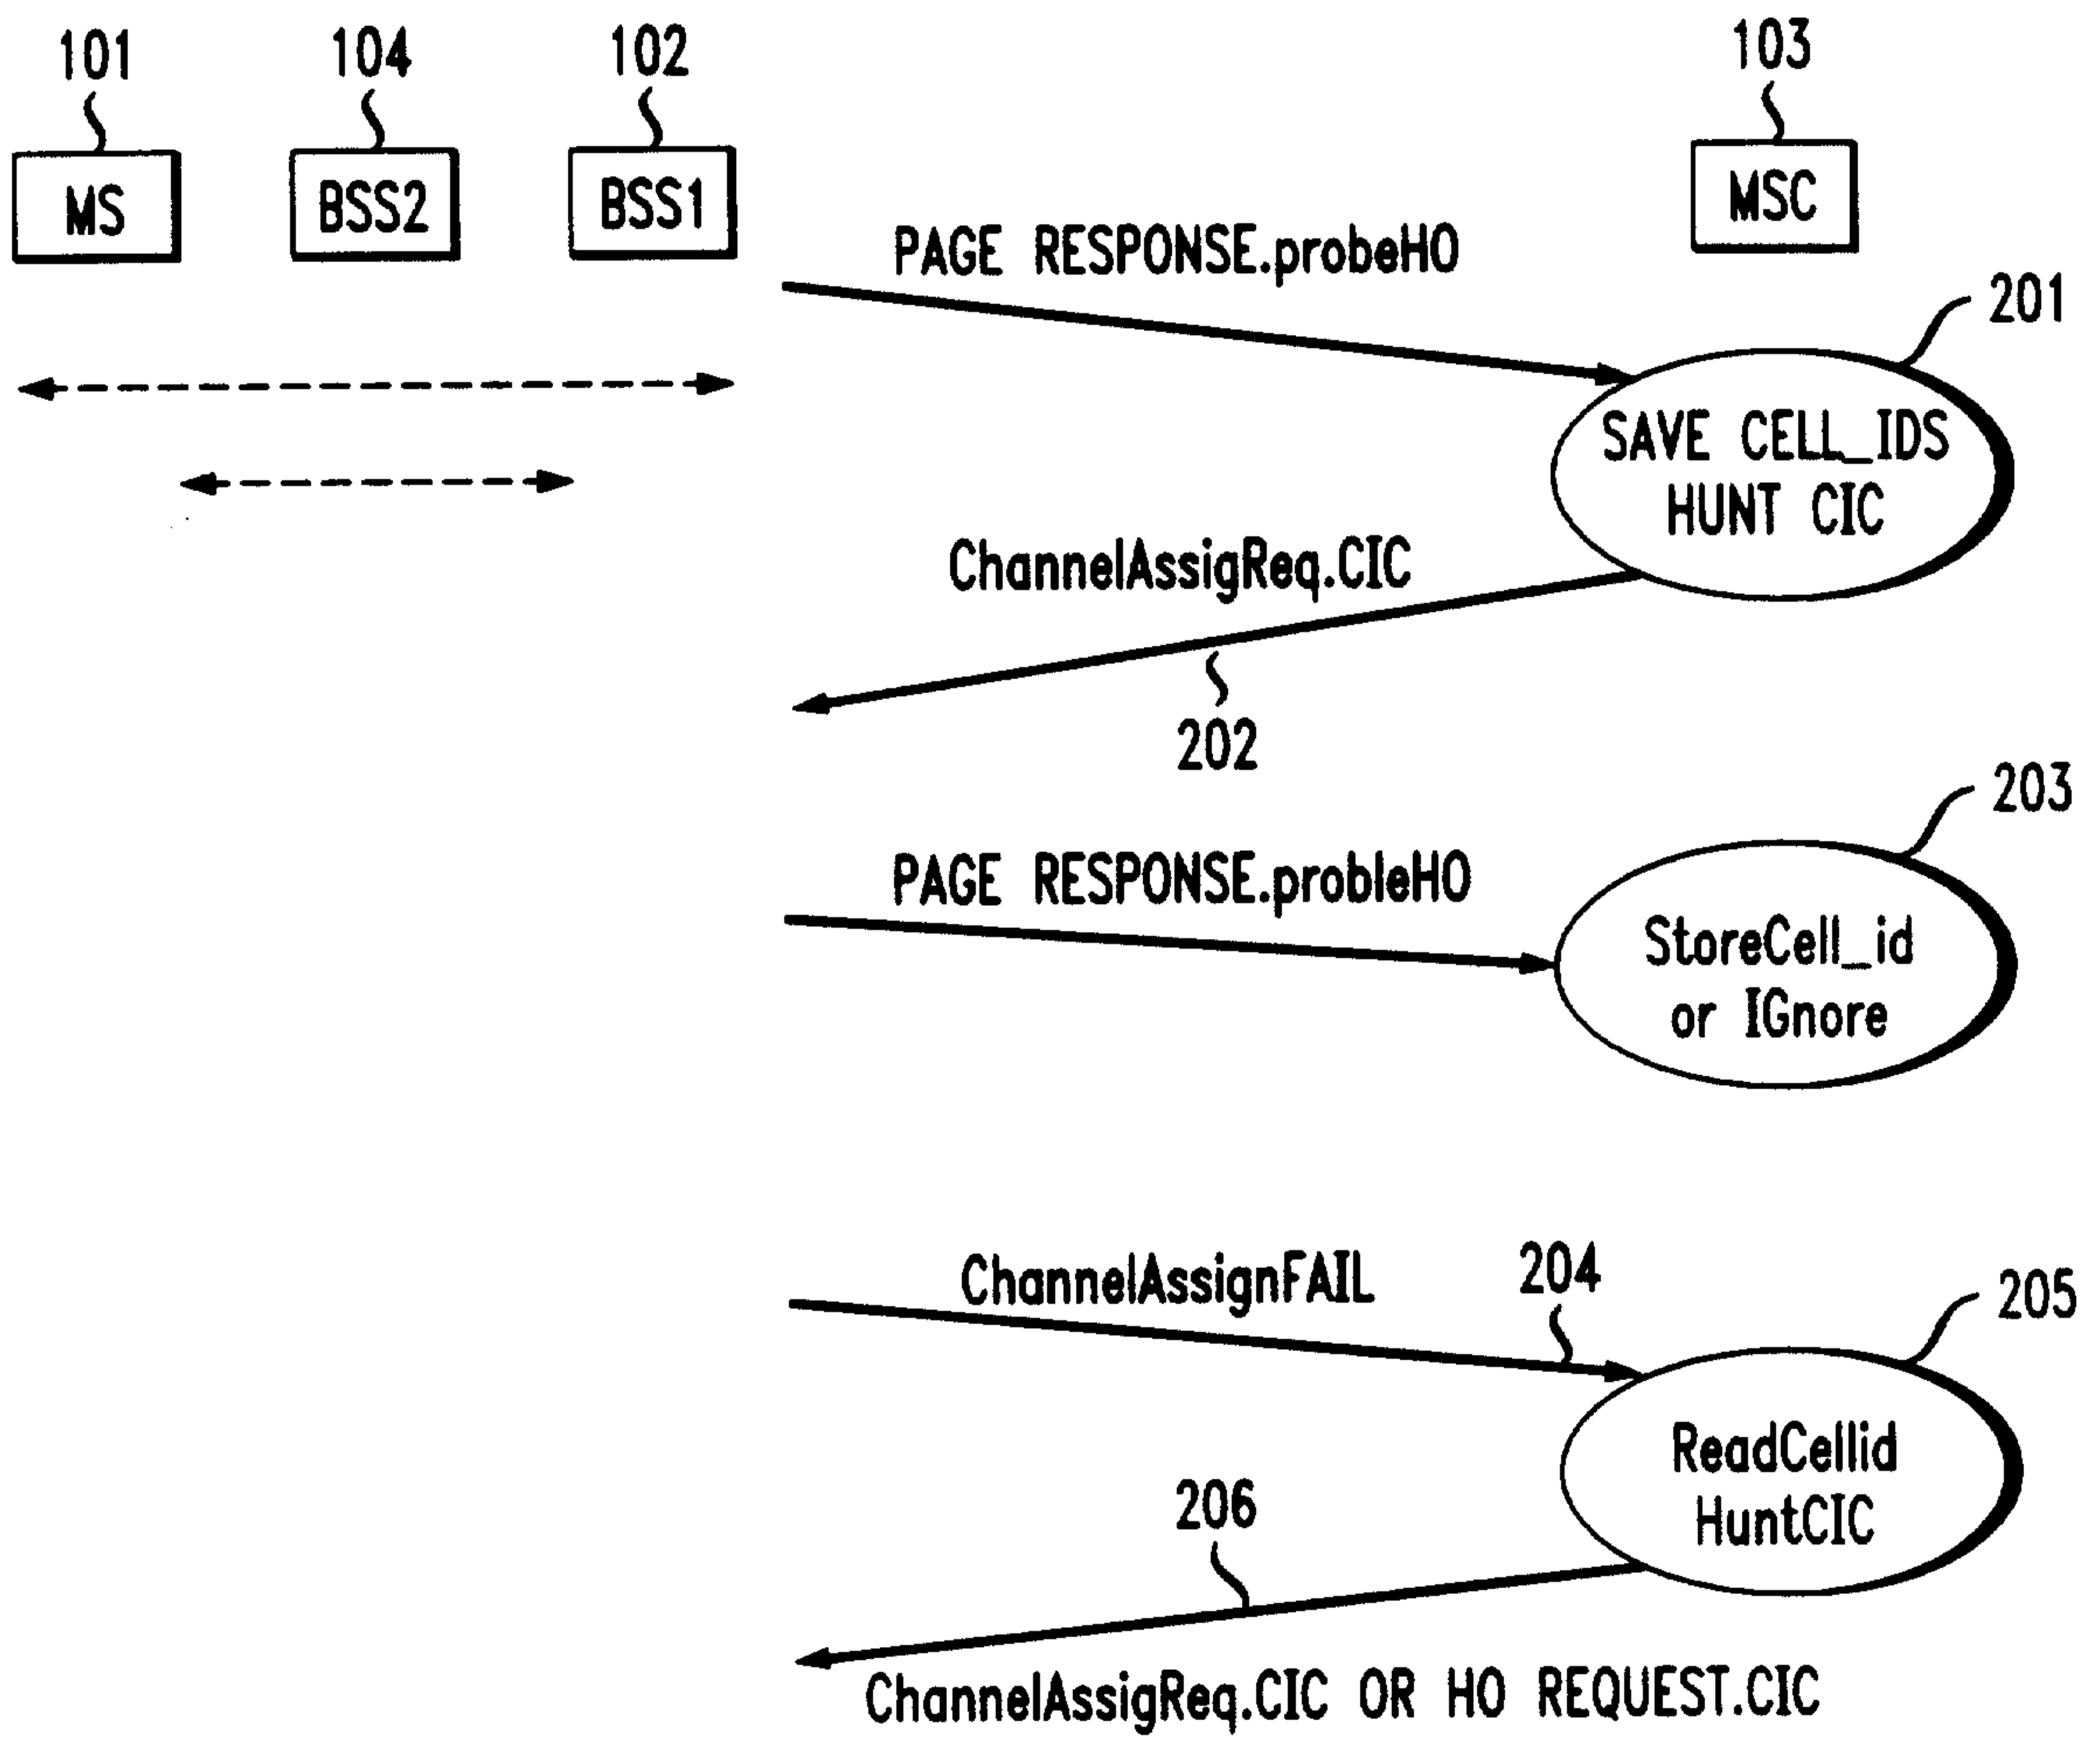 101
104
102
103
MS
BSS2
BSS1
MSC
PAGE RESPONSE.probeHO
201
SAVE CELL_IDS
HUNT CIC
ChannelAssigReq.CIC
202
203
PAGE RESPONSE.probleHO
StoreCell_id
or IGnore
ChannelAssignFAIL
204
205
ReadCellid
HuntCIC
206
ChannelAssigReq.CIC OR HO REQUEST.CIC